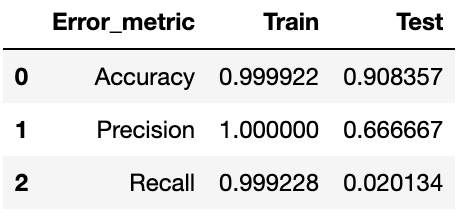 Error_metric Train Test
0 Accuracy 0.999922 0.908357
1 Precision 1.000000 0.666667
2 Recall 0.999228 0.020134